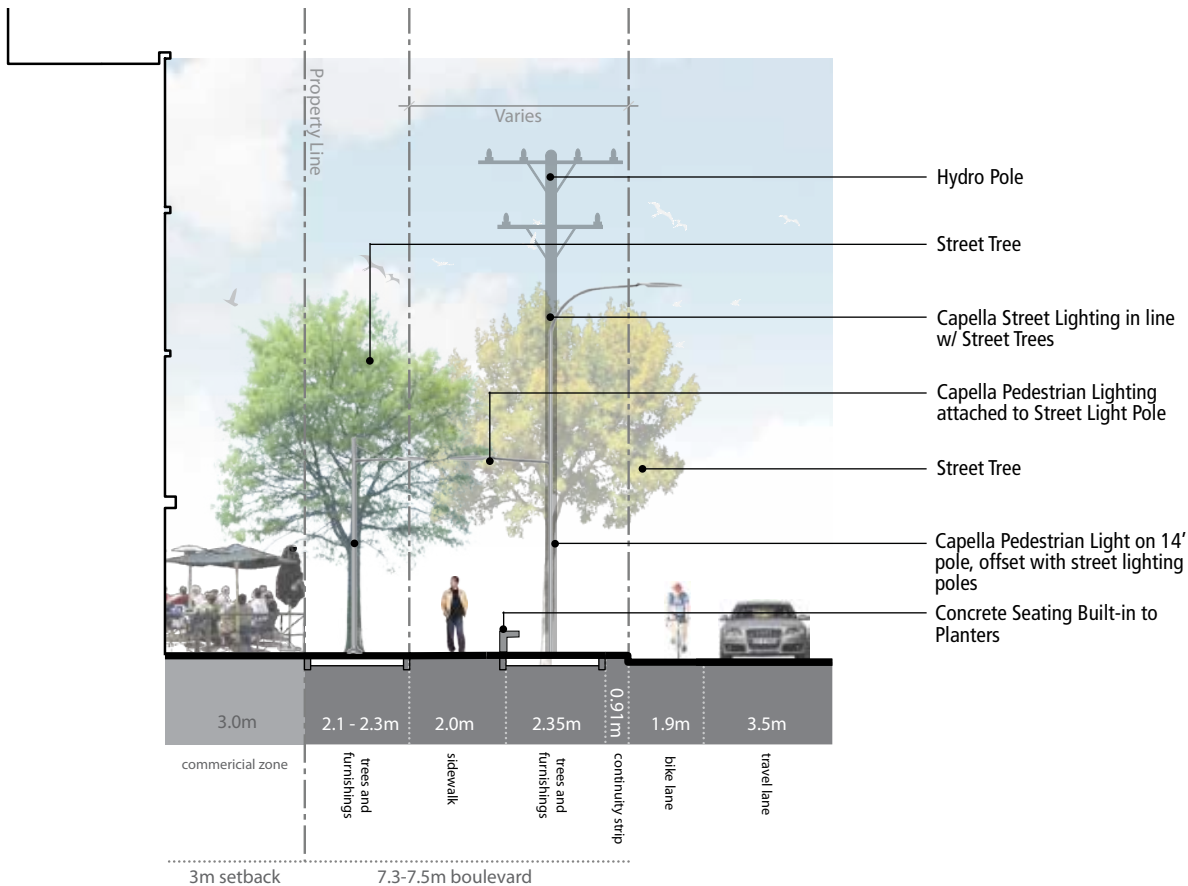 Property Line
Varies
Hydro Pole
Street Tree
Capella Street Lighting in line
w/ Street Trees
Capella Pedestrian Lighting
attached to Street Light Pole
Street Tree
Capella Pedestrian Light on 14’
pole, offset with street lighting
poles
Concrete Seating Built-in to
Planters
3.0m
2.1 - 2.3m
2.0m
2.35m
0.91m
1.9m
3.5m
commericial zone
trees and
furnishings
sidewalk
trees and
furnishings
continuity strip
bike lane
travel lane
3m setback
7.3-7.5m boulevard